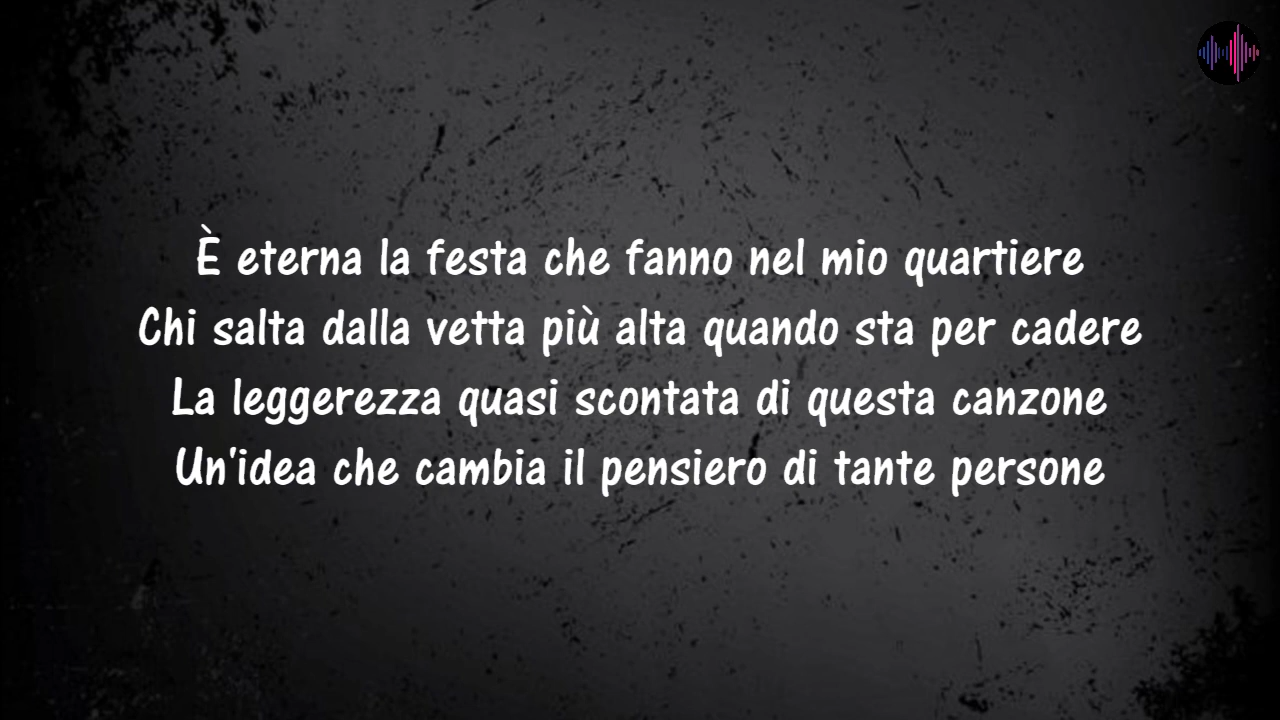 È eterna la festa che fanno nel mio quartiere
Chi salta dalla vetta più alta quando sta per cadere
La leggerezza quasi scontata di questa canzone
Un'idea che cambia il pensiero di tante persone